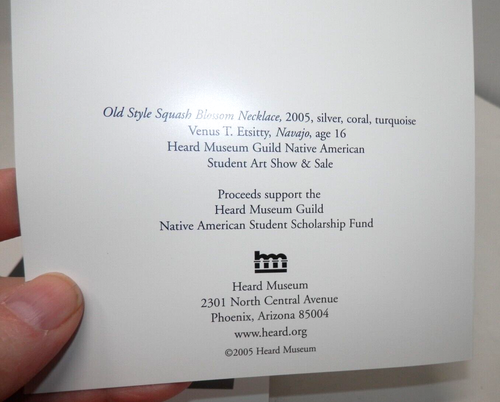 Old Style Squash Blossom Necklace, 2005, silver, coral, turquoise
Venus T. Etsitty, Navajo, age 16
Heard Museum Guild Native American
Student Art Show & Sale
Proceeds support the
Heard Museum Guild
Native American Student Scholarship Fund
hm
Heard Museum
2301 North Central Avenue
Phoenix, Arizona 85004
www.heard.org
©2005 Heard Museum